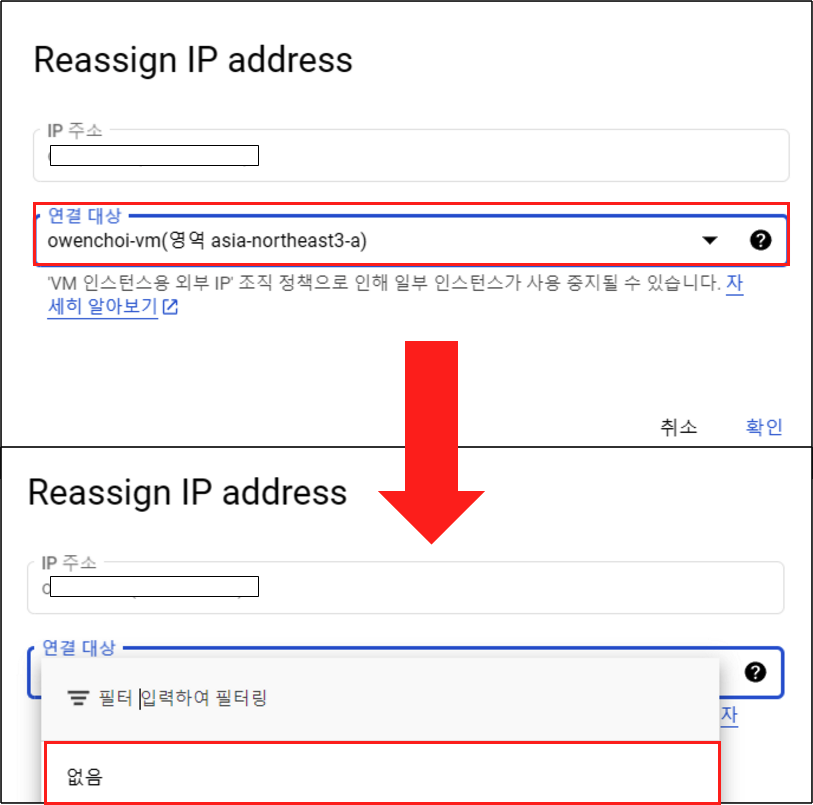 Reassign IP address
IP 주소
연결 대상
owenchoi-vm(영역 asia-northeast3-a)
'VM 인스턴스용 외부 IP' 조직 정책으로 인해 일부 인스턴스가 사용 중지될 수 있습니다. 자
세히 알아보기
취소 확인
Reassign IP address
IP 주소
연결 대상
필터 입력하여 필터링
자
없음